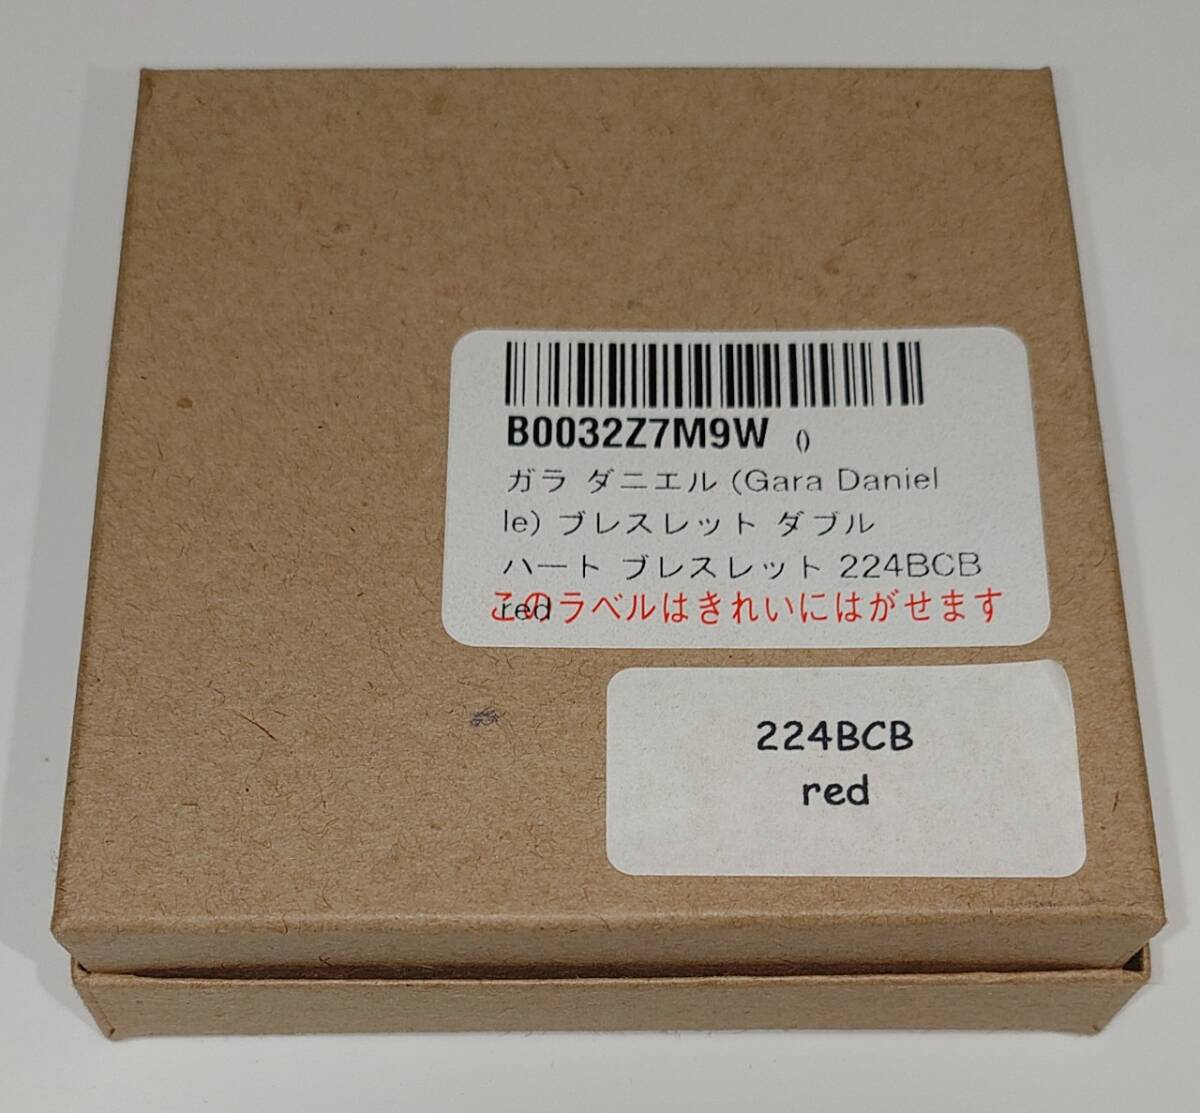 B0032Z7M9W ()
ガラ ダニエル (Gara Daniel
le) ブレスレット ダブル
ハート ブレスレット 224BCB
red
このラベルはきれいにはがせます
224BCB
red